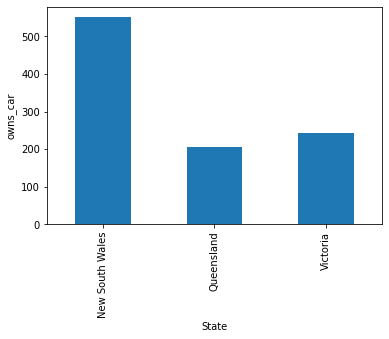 500
400
300
200
100
0
owns_car
New South Wales
Queensland
Victoria
State